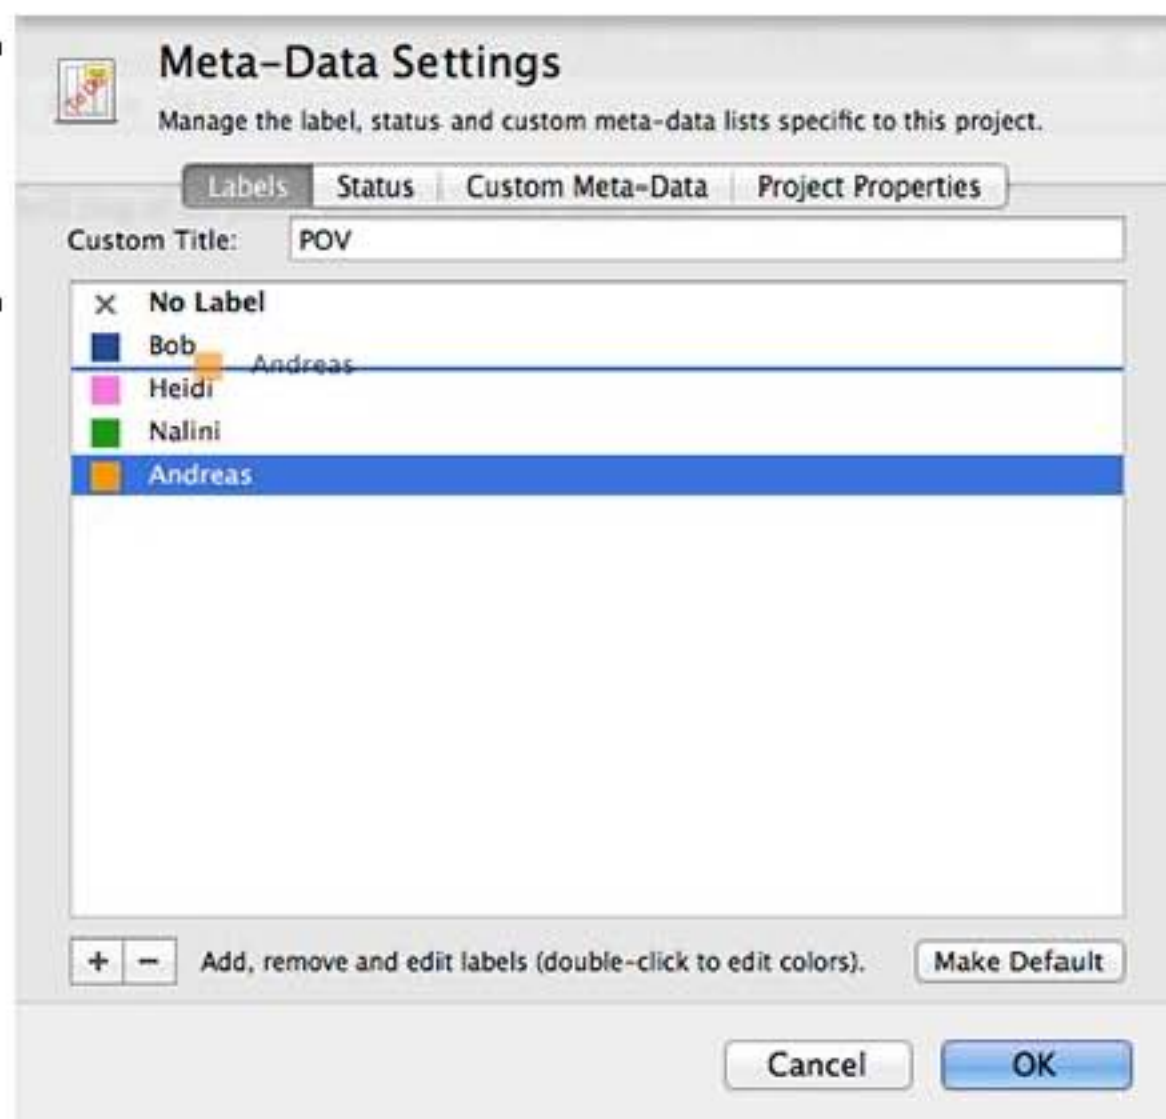 Meta-Data Settings
To Do
Manage the label, status and custom meta-data lists specific to this project.
Labels Status Custom Meta-Data Project Properties
Custom Title: POV
No Label
Bob
Andreas
Heidi
Nalini
Andreas
+ − Add, remove and edit labels (double-click to edit colors). Make Default
Cancel OK